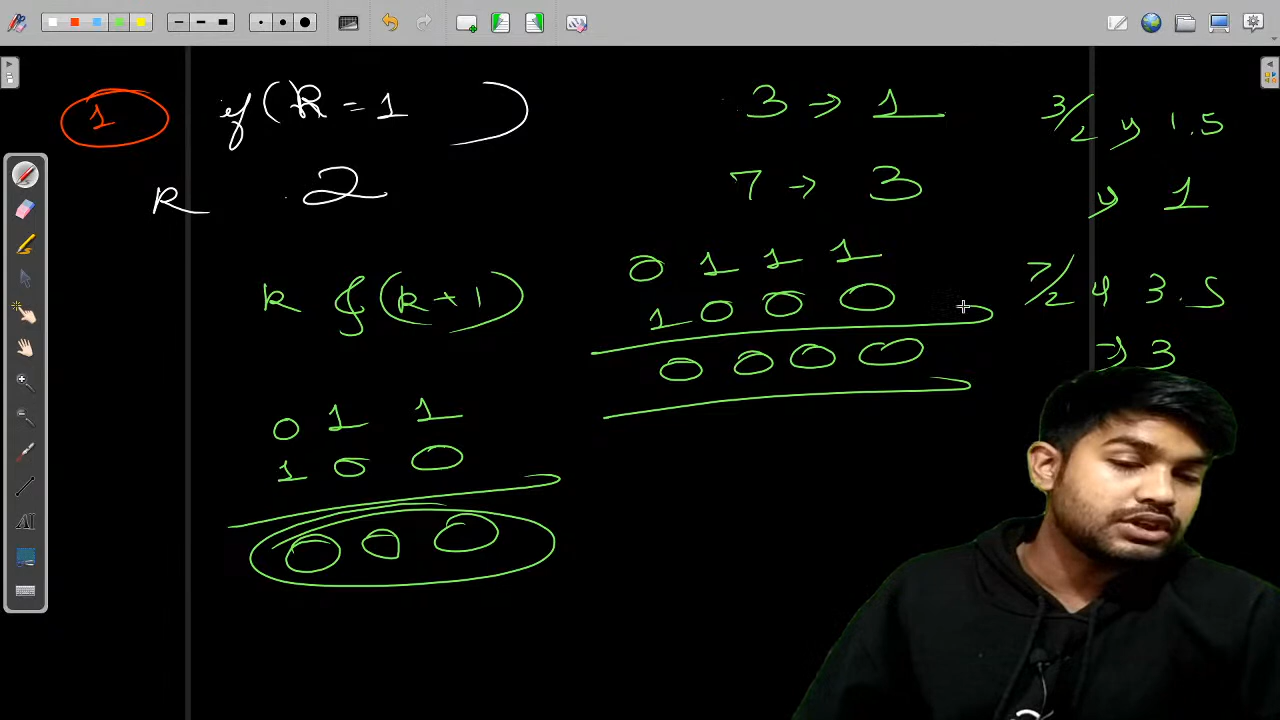 1 if ( k = 1 )
k 2
k & (k + 1)
0 1 1
1 0 0
0 0 0
3 → 1
7 → 3
0 1 1 1
1 0 0 0
0 0 0 0
3/2 → 1.5
→ 1
7/2 → 3.5
→ 3